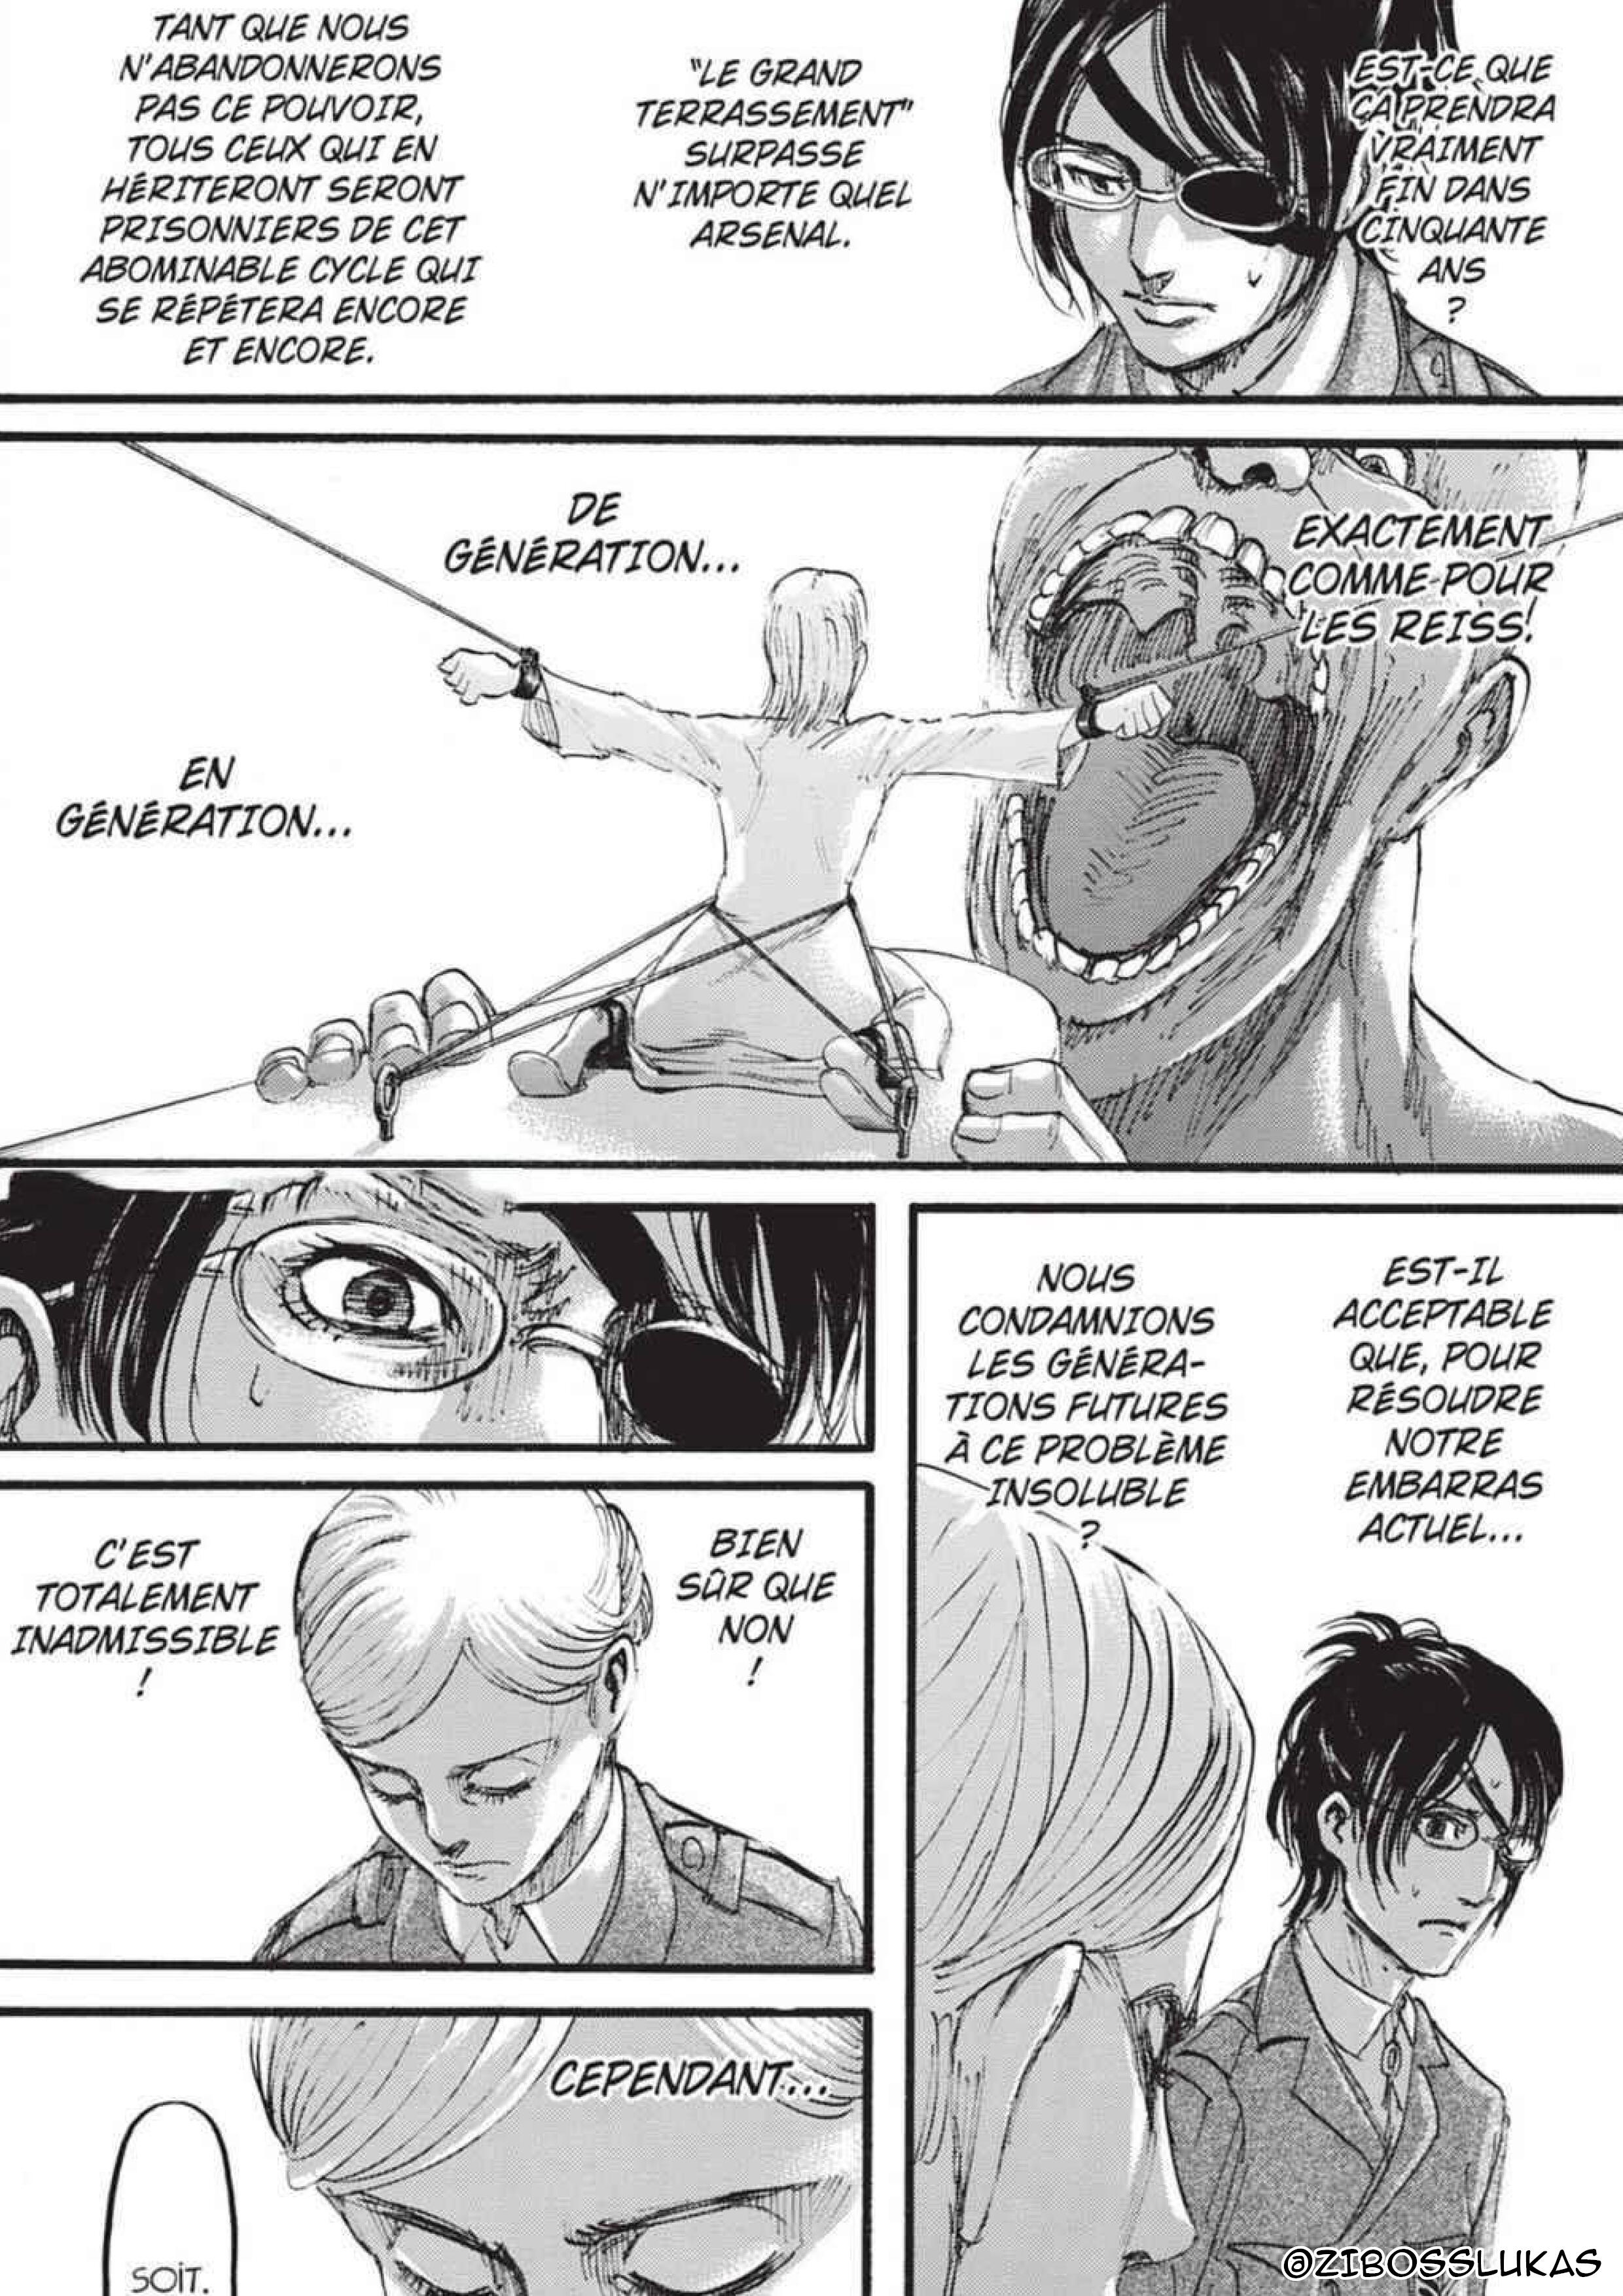 EST-CE QUE
ÇA PRENDRA
VRAIMENT
FIN DANS
CINQUANTE
ANS
?
"LE GRAND
TERRASSEMENT"
SURPASSE
N'IMPORTE QUEL
ARSENAL.
TANT QUE NOUS
N'ABANDONNERONS
PAS CE POUVOIR,
TOUS CEUX QUI EN
HÉRITERONT SERONT
PRISONNIERS DE CET
ABOMINABLE CYCLE QUI
SE RÉPÉTERA ENCORE
ET ENCORE.
EXACTEMENT
COMME POUR
LES REISS!
DE
GÉNÉRATION...
EN
GÉNÉRATION...
EST-IL
ACCEPTABLE
QUE, POUR
RÉSOUDRE
NOTRE
EMBARRAS
ACTUEL...
NOUS
CONDAMNIONS
LES GÉNÉRA-
TIONS FUTURES
À CE PROBLÈME
INSOLUBLE
?
BIEN
SÛR QUE
NON
!
C'EST
TOTALEMENT
INADMISSIBLE
!
CEPENDANT...
SOIT.
@ZIBOSSLUKAS